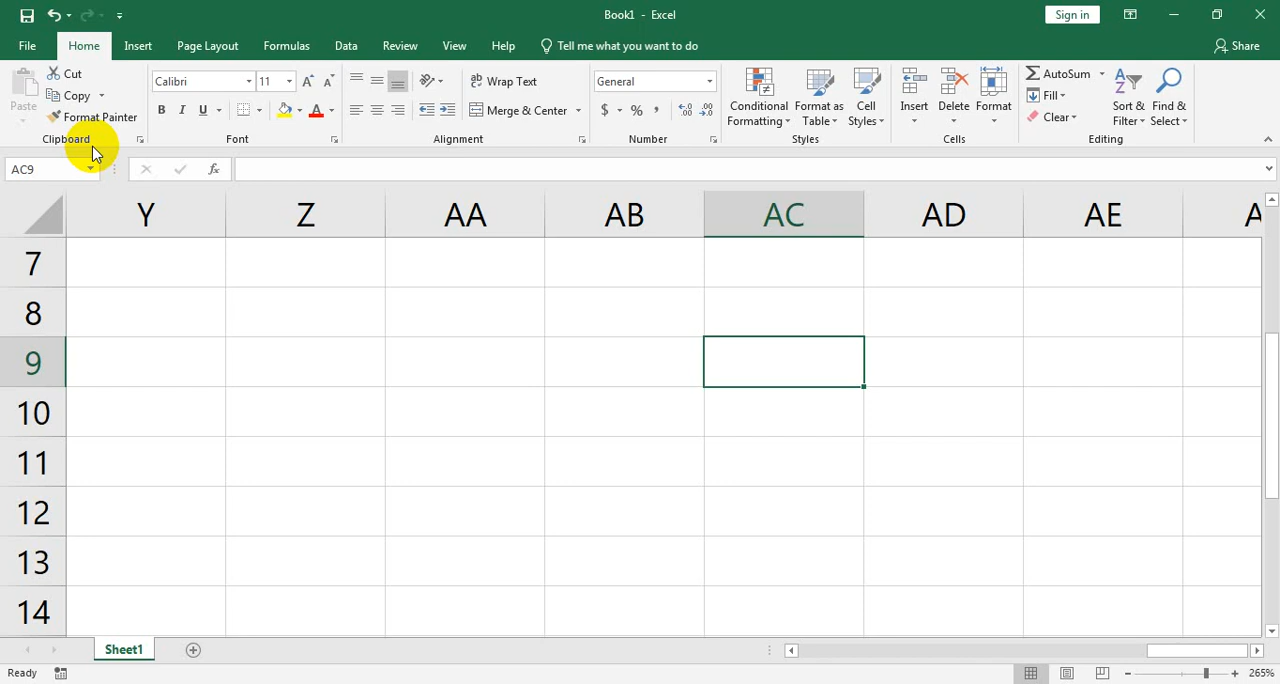 Book1 - Excel
Sign in
File Home Insert Page Layout Formulas Data Review View Help Tell me what you want to do Share
Paste
Cut
Copy
Format Painter
Clipboard
Calibri 11
B I U
Font
Wrap Text
Merge & Center
Alignment
General
$ % ,
Number
Conditional Formatting
Format as Table
Cell Styles
Styles
Insert Delete Format
Cells
AutoSum
Fill
Clear
Sort & Filter
Find & Select
Editing
AC9 fx
Y Z AA AB AC AD AE A
7
8
9
10
11
12
13
14
Sheet1
Ready 265%